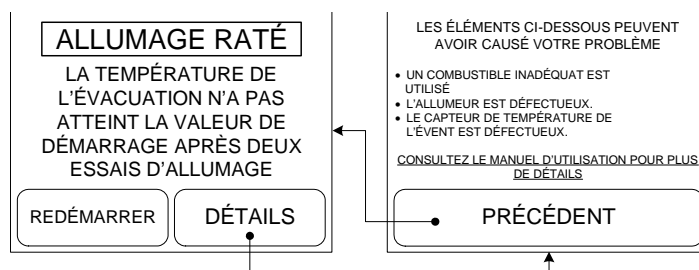 ALLUMAGE RATÉ
LA TEMPÉRATURE DE
L'ÉVACUATION N'A PAS
ATTEINT LA VALEUR DE
DÉMARRAGE APRÈS DEUX
ESSAIS D'ALLUMAGE
REDÉMARRER
DÉTAILS
LES ÉLÉMENTS CI-DESSOUS PEUVENT
AVOIR CAUSÉ VOTRE PROBLÈME
• UN COMBUSTIBLE INADÉQUAT EST
UTILISÉ
• L'ALLUMEUR EST DÉFECTUEUX.
• LE CAPTEUR DE TEMPÉRATURE DE
L'ÉVENT EST DÉFECTUEUX.
CONSULTEZ LE MANUEL D'UTILISATION POUR PLUS
DE DÉTAILS
PRÉCÉDENT